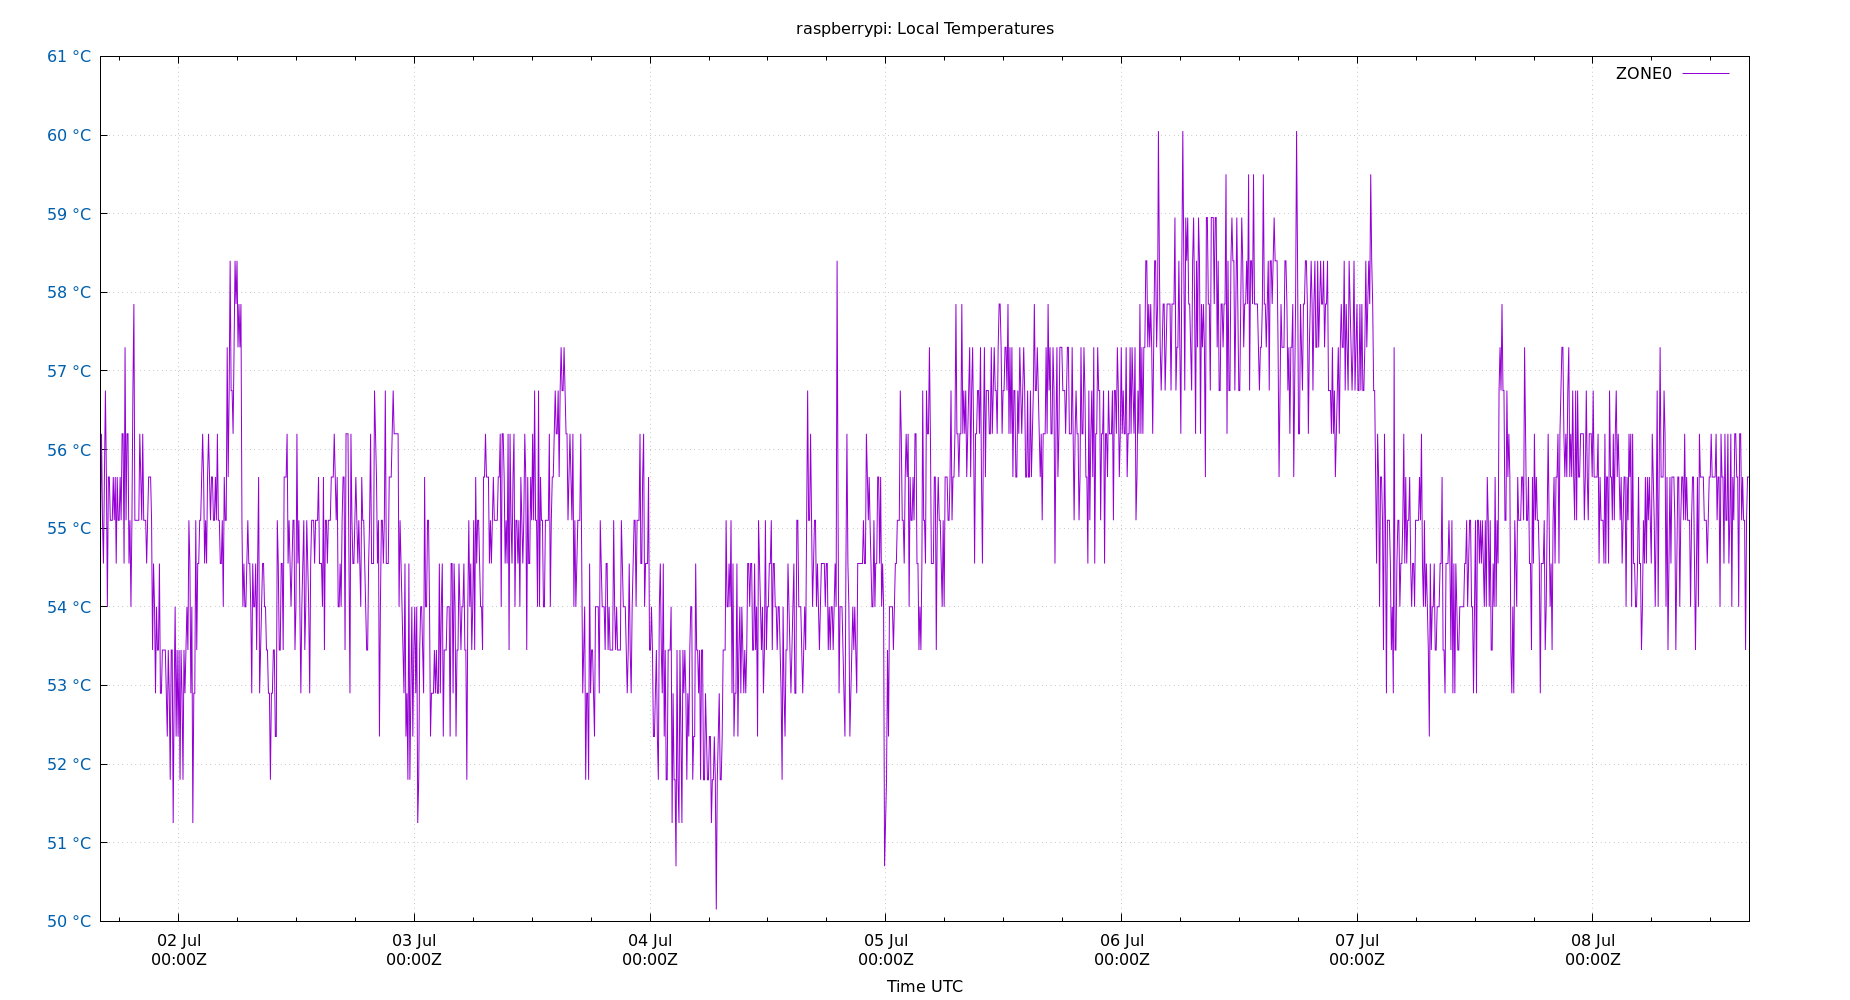 raspberrypi: Local Temperatures
61 °C
ZONE0
60 °C
59 °C
58 °C
57 °C
56 °C
55 °C
54 °C
53 °C
52 °C
51 °C
50 °C
02 Jul 03 Jul 04 Jul 05 Jul 06 Jul 07 Jul 08 Jul
00:00Z 00:00Z 00:00Z 00:00Z 00:00Z 00:00Z 00:00Z
Time UTC